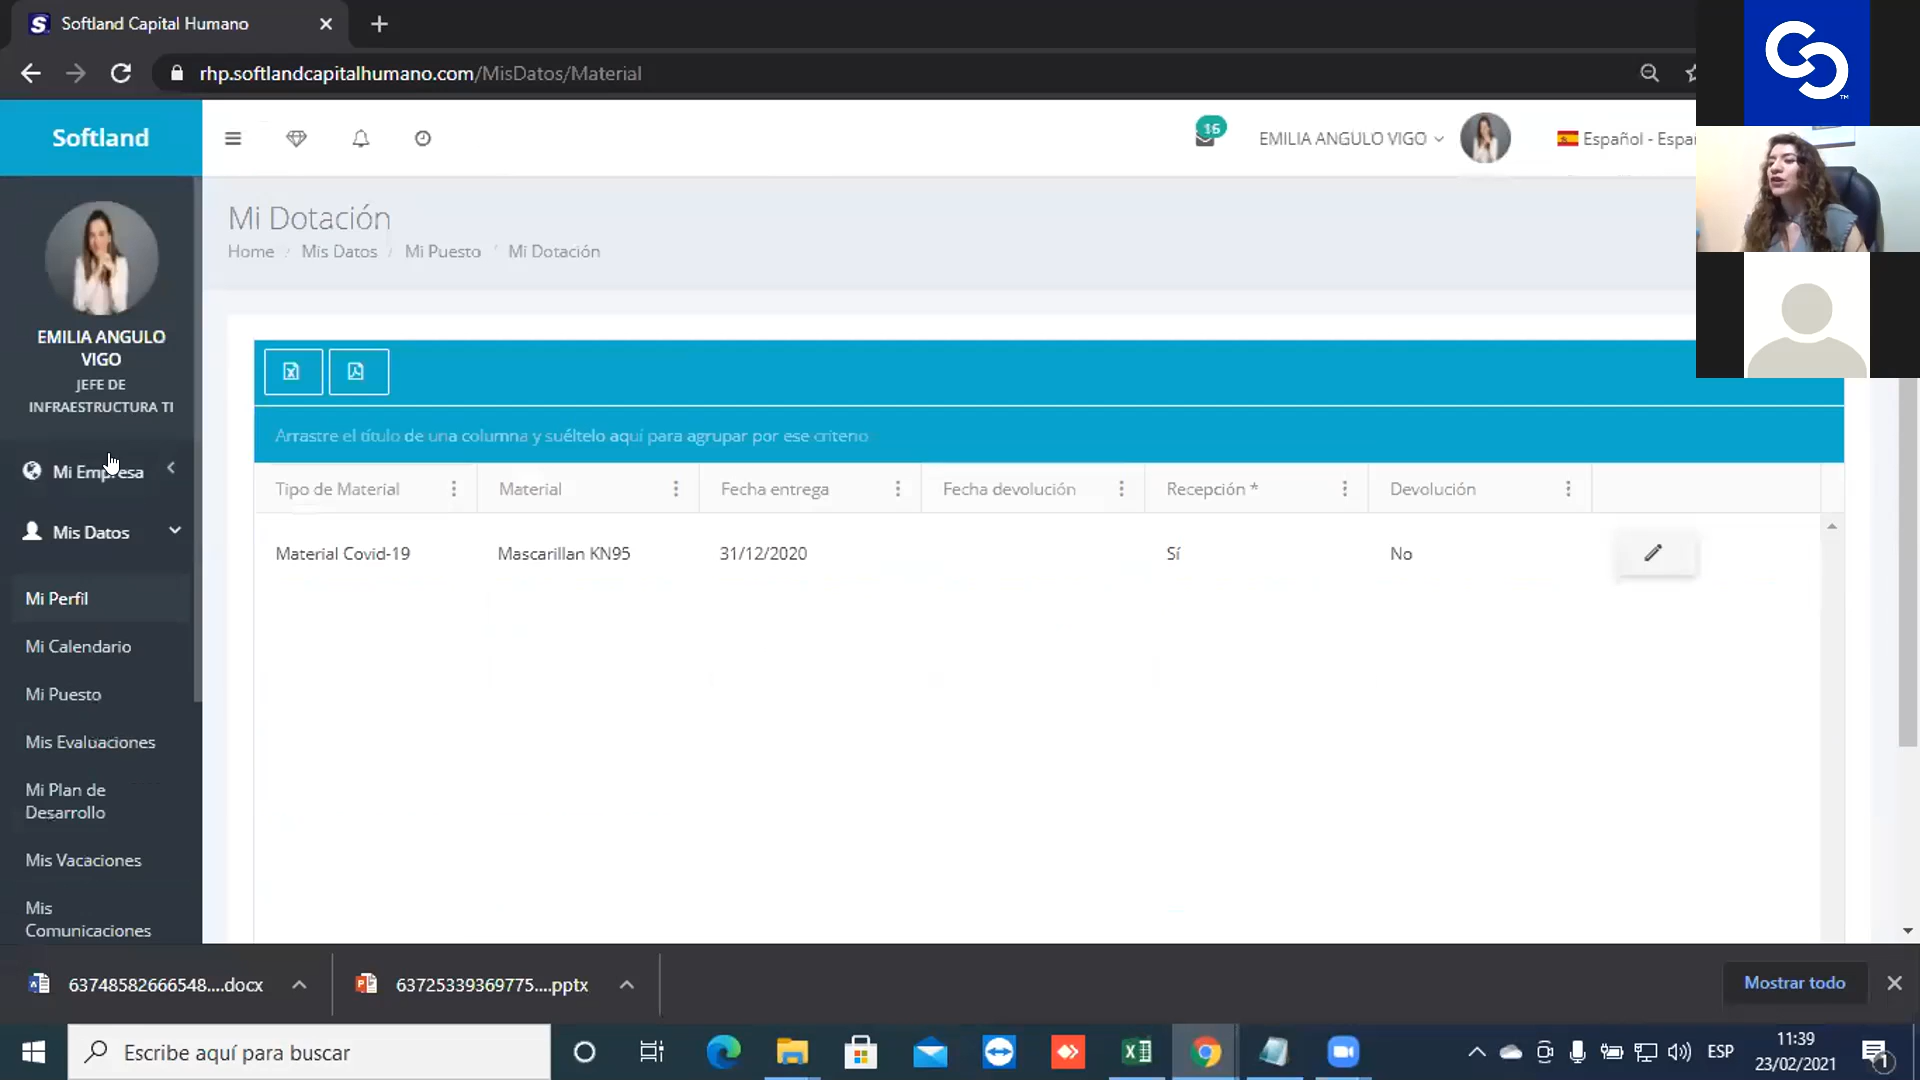 Softland Capital Humano
rhp.softlandcapitalhumano.com/MisDatos/Material
Softland
16
EMILIA ANGULO VIGO
Español - Espa
EMILIA ANGULO
VIGO
JEFE DE
INFRAESTRUCTURA TI
Mi Empresa
Mis Datos
Mi Perfil
Mi Calendario
Mi Puesto
Mis Evaluaciones
Mi Plan de
Desarrollo
Mis Vacaciones
Mis
Comunicaciones
Mi Dotación
Home / Mis Datos / Mi Puesto / Mi Dotación
Arrastre el título de una columna y suéltelo aquí para agrupar por ese criterio
Tipo de Material Material Fecha entrega Fecha devolución Recepción * Devolución
Material Covid-19 Mascarillan KN95 31/12/2020 Sí No
63748582666548....docx
63725339369775....pptx
Mostrar todo
Escribe aquí para buscar
ESP
11:39
23/02/2021
1